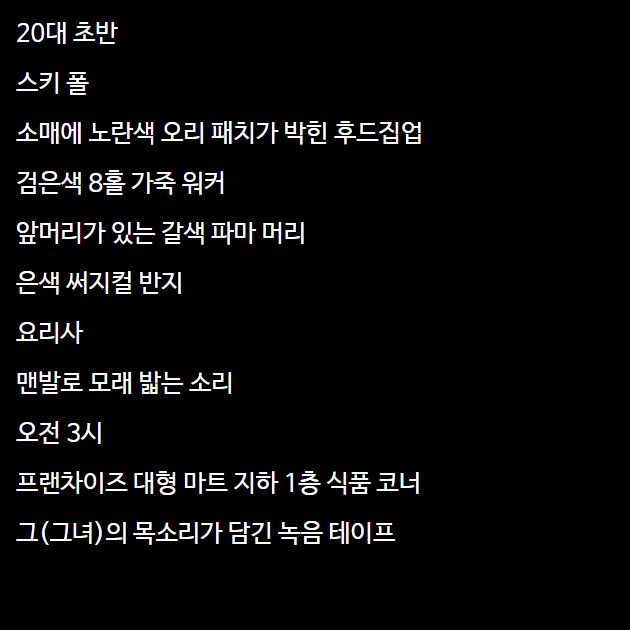 20대 초반
스키 폴
소매에 노란색 오리 패치가 박힌 후드집업
검은색 8홀 가죽 워커
앞머리가 있는 갈색 파마 머리
은색 써지컬 반지
요리사
맨발로 모래 밟는 소리
오전 3시
프랜차이즈 대형 마트 지하 1층 식품 코너
그(그녀)의 목소리가 담긴 녹음 테이프